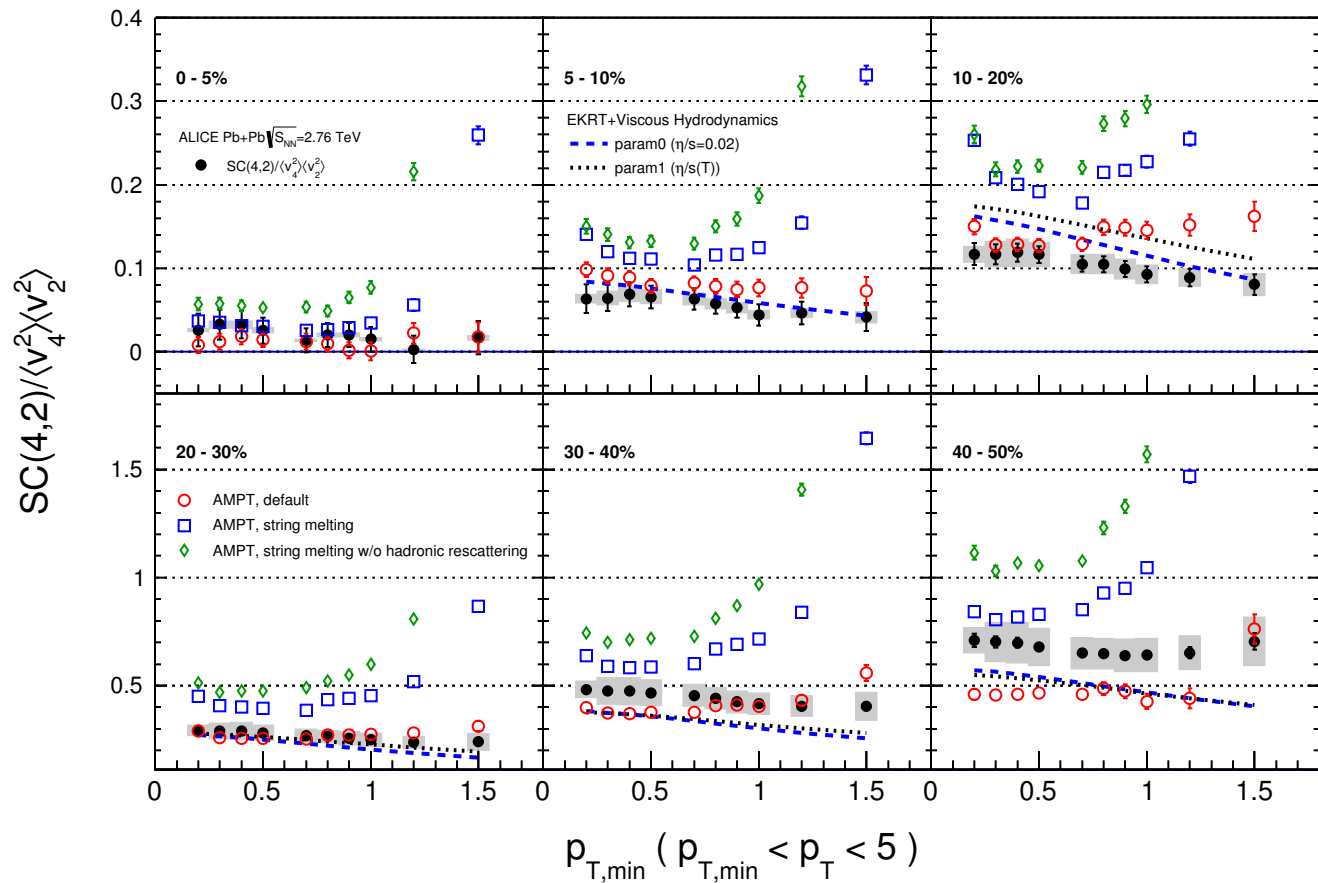 SC(4,2)/⟨v₄²⟩⟨v₂²⟩
0.4
0.3
0.2
0.1
0
0 - 5%
ALICE Pb+Pb √S_NN=2.76 TeV
SC(4,2)/⟨v₄²⟩⟨v₂²⟩
5 - 10%
EKRT+Viscous Hydrodynamics
param0 (η/s=0.02)
param1 (η/s(T))
10 - 20%
1.5
1
0.5
20 - 30%
AMPT, default
AMPT, string melting
AMPT, string melting w/o hadronic rescattering
30 - 40%
40 - 50%
0 0.5 1 1.5 0 0.5 1 1.5 0 0.5 1 1.5
p_T,min ( p_T,min < p_T < 5 )